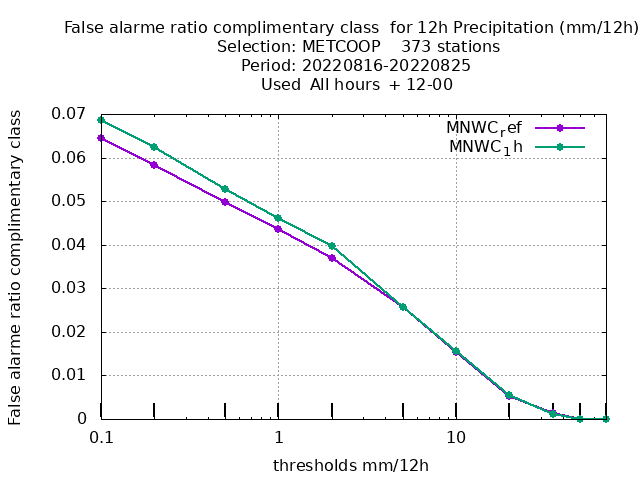 False alarme ratio complimentary class  for 12h Precipitation (mm/12h)
Selection: METCOOP    373 stations
Period: 20220816-20220825
Used  All hours  + 12-00
False alarme ratio complimentary class
0.07
0.06
0.05
0.04
0.03
0.02
0.01
0
MNWCref
MNWC1h
0.1 1 10
thresholds mm/12h